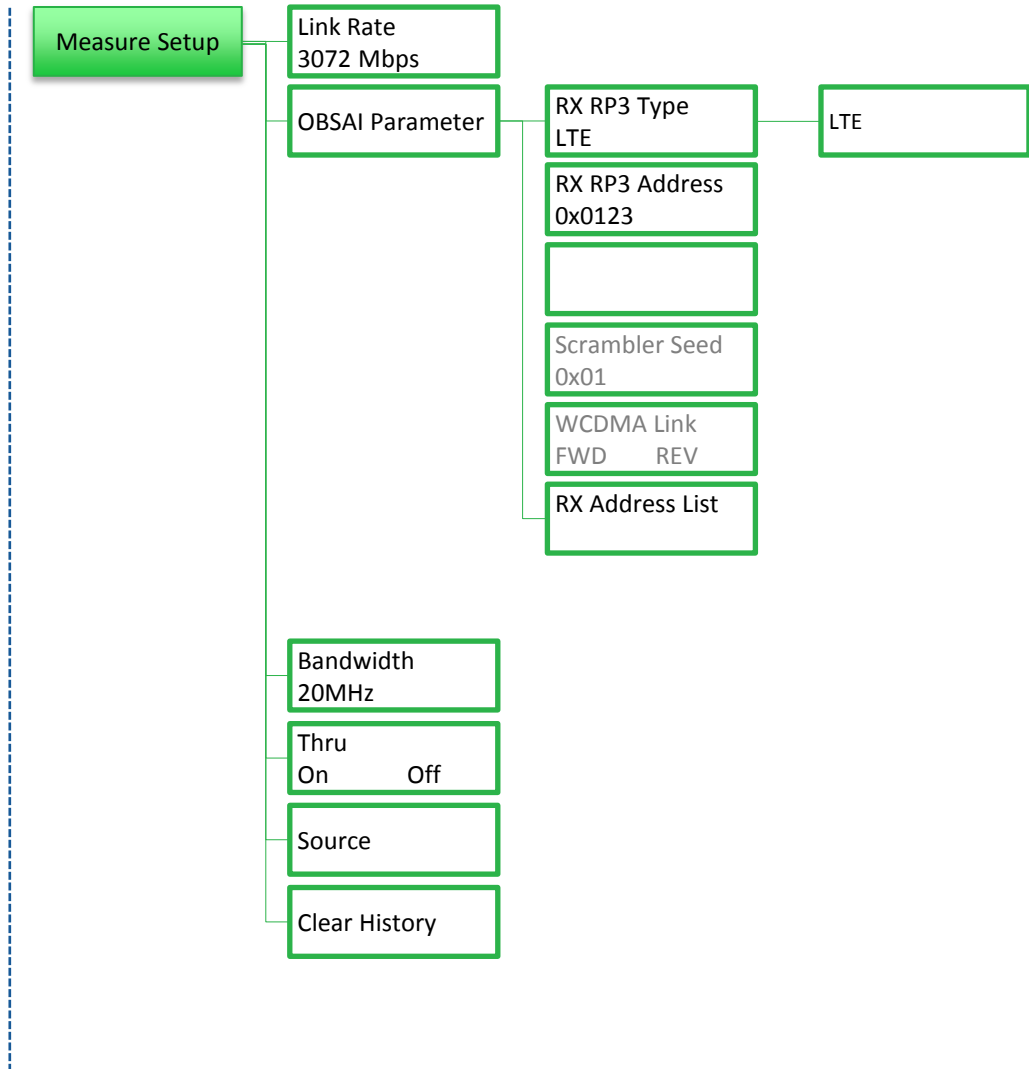 Measure Setup
Link Rate
3072 Mbps
OBSAI Parameter
RX RP3 Type
LTE
LTE
RX RP3 Address
0x0123
Scrambler Seed
0x01
WCDMA Link
FWD REV
RX Address List
Bandwidth
20MHz
Thru
On Off
Source
Clear History